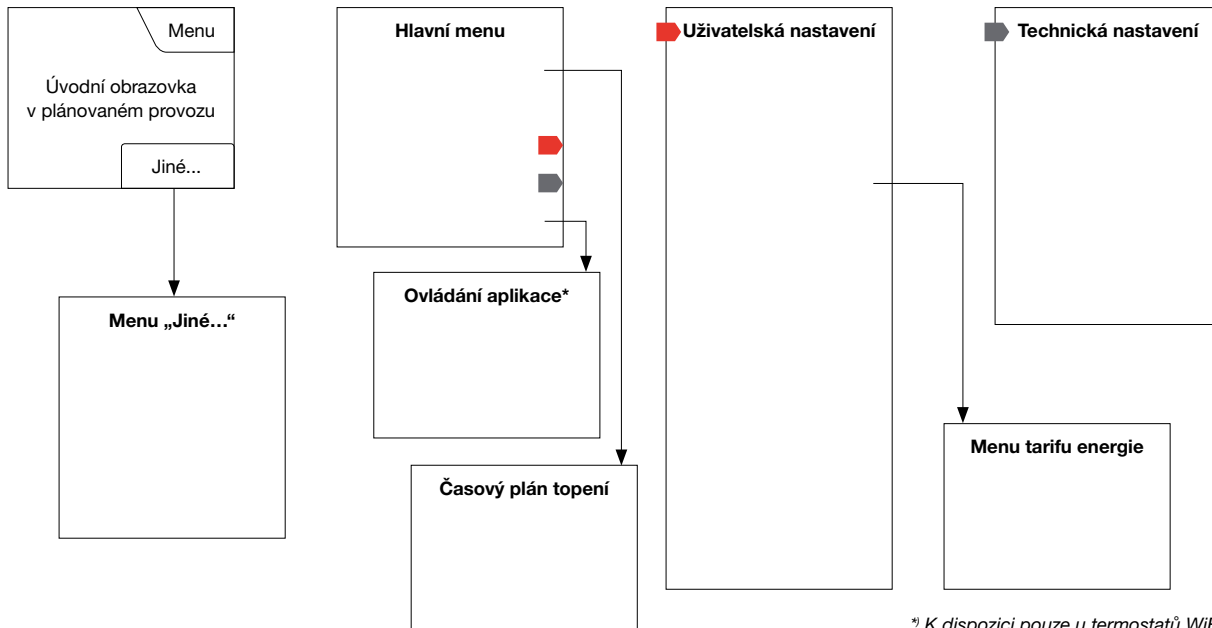 Menu
Úvodní obrazovka
v plánovaném provozu
Jiné...
Menu „Jiné…“
Hlavní menu
Ovládání aplikace*
Časový plán topení
Uživatelská nastavení
Menu tarifu energie
Technická nastavení
*) K dispozici pouze u termostatů